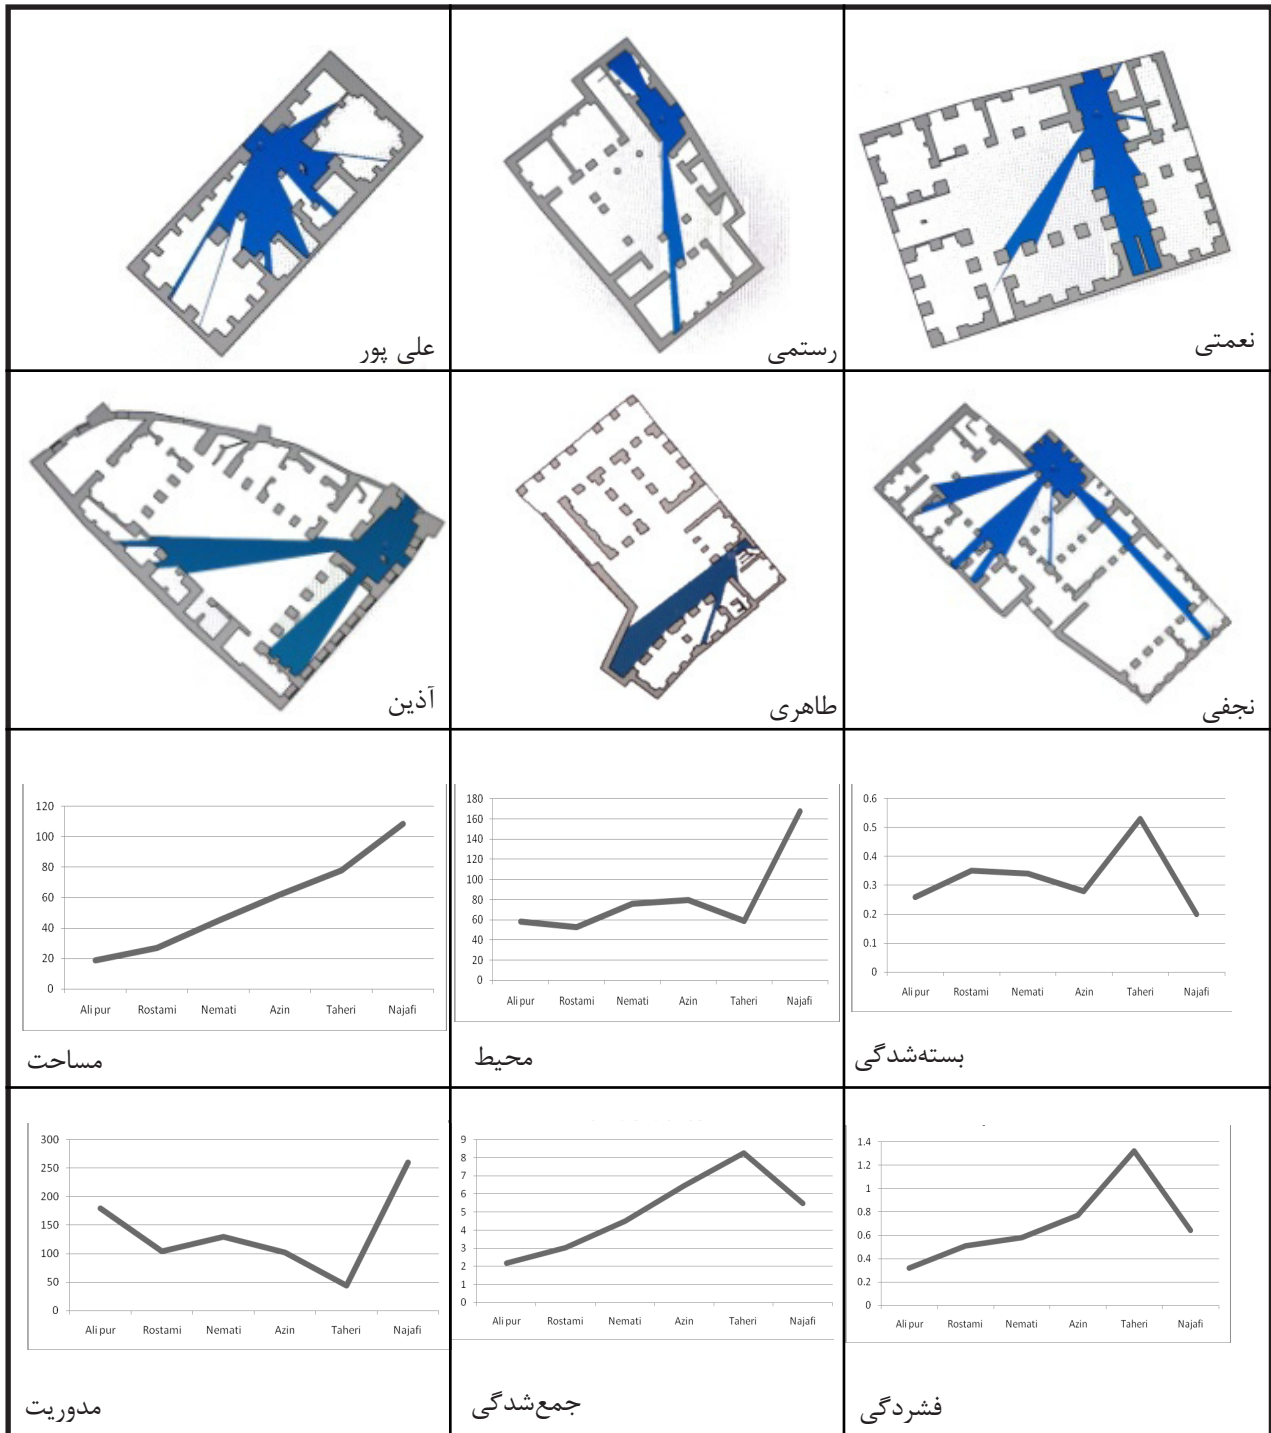 علی پور
رستمی
نعمتی
آذین
طاهری
نجفی
120
100
80
60
40
20
0
Ali pur Rostami Nemati Azin Taheri Najafi
مساحت
180
160
140
120
100
80
60
40
20
0
Ali pur Rostami Nemati Azin Taheri Najafi
محیط
0.6
0.5
0.4
0.3
0.2
0.1
0
Ali pur Rostami Nemati Azin Taheri Najafi
بسته‌شدگی
300
250
200
150
100
50
0
Ali pur Rostami Nemati Azin Taheri Najafi
مدوریت
9
8
7
6
5
4
3
2
1
0
Ali pur Rostami Nemati Azin Taheri Najafi
جمع‌شدگی
1.4
1.2
1
0.8
0.6
0.4
0.2
0
Ali pur Rostami Nemati Azin Taheri Najafi
فشردگی